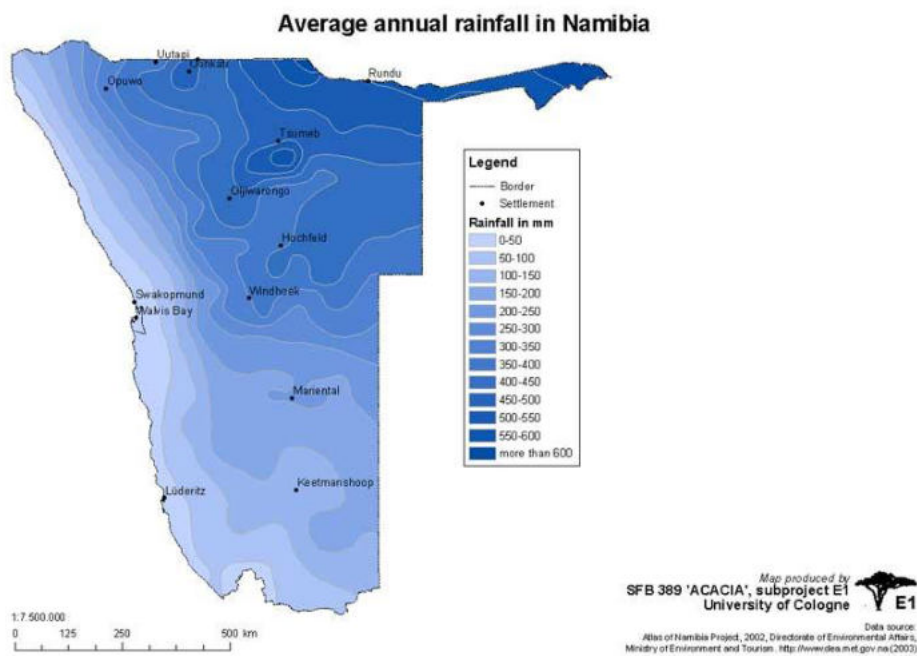 Average annual rainfall in Namibia
Uutapi
Oshkati
Opuwo
Rundu
Tsumeb
Otjiwarongo
Hochfeld
Windhoek
Swakopmund
Walvis Bay
Mariental
Keetmanshoop
Lüderitz
Legend
Border
Settlement
Rainfall in mm
0-50
50-100
100-150
150-200
200-250
250-300
300-350
350-400
400-450
450-500
500-550
550-600
more than 600
1:7.500.000
0 125 250 500 km
Map produced by
SFB 389 'ACACIA', subproject E1
University of Cologne
E1
Data source:
Atlas of Namibia Project, 2002, Directorate of Environmental Affairs,
Ministry of Environment and Tourism. http://www.dea.met.gov.na (2003)